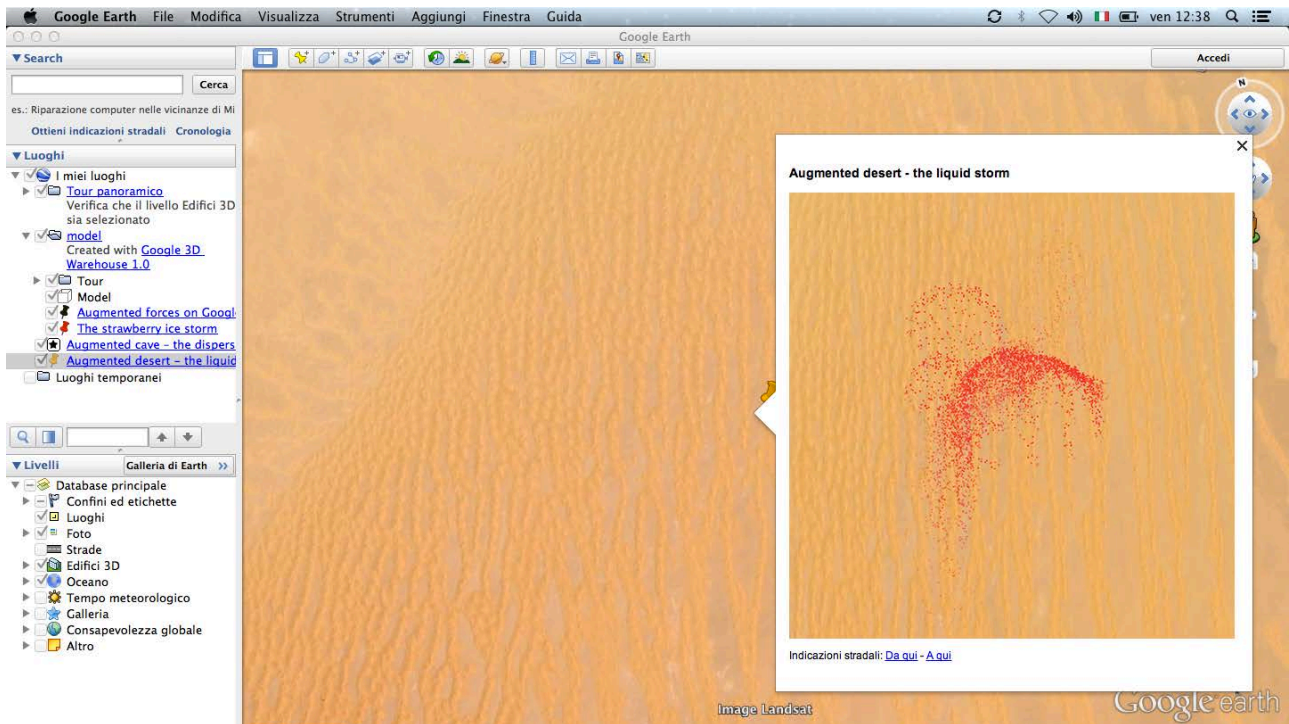 Google Earth File Modifica Visualizza Strumenti Aggiungi Finestra Guida
ven 12:38
Google Earth
Search
Cerca
es.: Riparazione computer nelle vicinanze di Mi
Ottieni indicazioni stradali Cronologia
Luoghi
I miei luoghi
Tour panoramico
Verifica che il livello Edifici 3D
sia selezionato
model
Created with Google 3D
Warehouse 1.0
Tour
Model
Augmented forces on Googl
The strawberry ice storm
Augmented cave - the dispers
Augmented desert - the liquid
Luoghi temporanei
Livelli
Galleria di Earth »
Database principale
Confini ed etichette
Luoghi
Foto
Strade
Edifici 3D
Oceano
Tempo meteorologico
Galleria
Consapevolezza globale
Altro
Accedi
N
Augmented desert - the liquid storm
Indicazioni stradali: Da qui - A qui
Image Landsat
Google earth